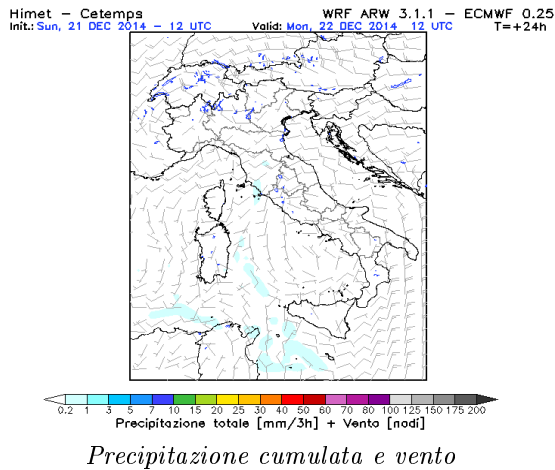 Himet – Cetemps WRF ARW 3.1.1 – ECMWF 0.25
Init.: Sun, 21 DEC 2014 – 12 UTC Valid: Mon, 22 DEC 2014 12 UTC T=+24h
0.2 1 3 5 7 10 15 20 25 30 40 50 60 70 80 100 125 150 175 200
Precipitazione totale [mm/3h] + Vento [nodi]
Precipitazione cumulata e vento